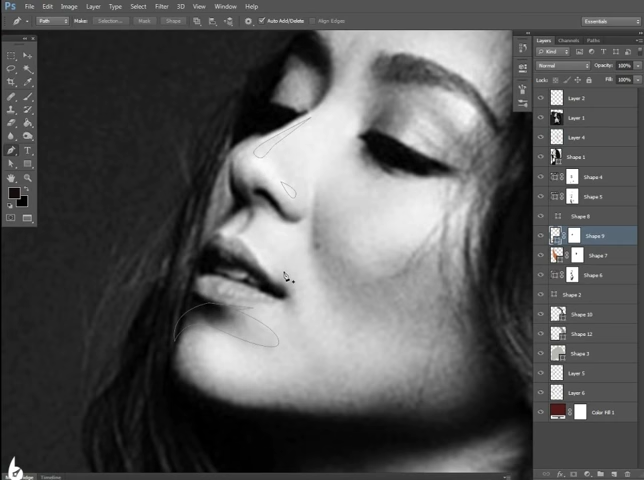 Ps File Edit Image Layer Type Select Filter 3D View Window Help
Path Make: Selection... Mask Shape Auto Add/Delete Align Edges Essentials
Layers Channels Paths
Kind
Normal Opacity: 100%
Lock: Fill: 100%
Layer 2
Layer 1
Layer 4
Shape 1
Shape 4
Shape 5
Shape 8
Shape 9
Shape 7
Shape 6
Shape 2
Shape 10
Shape 12
Shape 3
Layer 5
Layer 6
Color Fill 1
Timeline